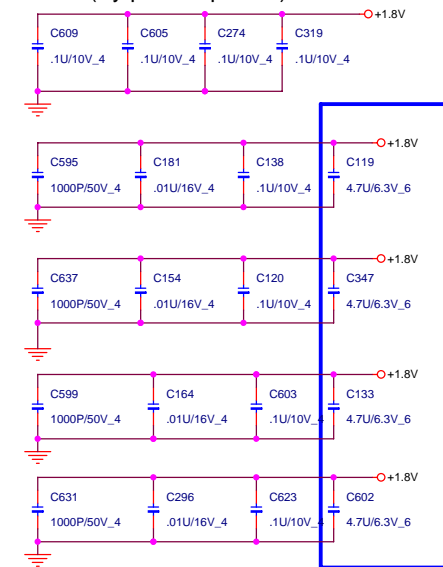 +1.8V
C609 C605 C274 C319
.1U/10V_4 .1U/10V_4 .1U/10V_4 .1U/10V_4
+1.8V
C595 C181 C138 C119
1000P/50V_4 .01U/16V_4 .1U/10V_4 4.7U/6.3V_6
+1.8V
C637 C154 C120 C347
1000P/50V_4 .01U/16V_4 .1U/10V_4 4.7U/6.3V_6
+1.8V
C599 C164 C603 C133
1000P/50V_4 .01U/16V_4 .1U/10V_4 4.7U/6.3V_6
+1.8V
C631 C296 C623 C602
1000P/50V_4 .01U/16V_4 .1U/10V_4 4.7U/6.3V_6